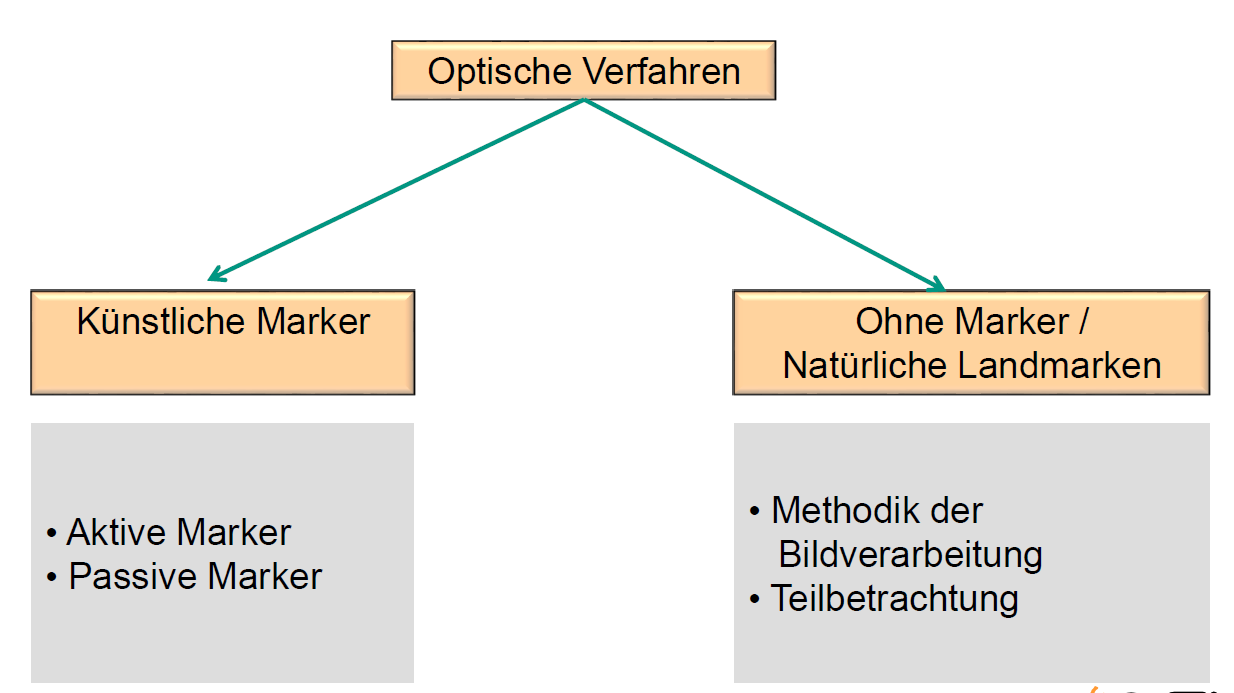 Optische Verfahren
Künstliche Marker
Ohne Marker /
Natürliche Landmarken
• Aktive Marker
• Passive Marker
• Methodik der
Bildverarbeitung
• Teilbetrachtung